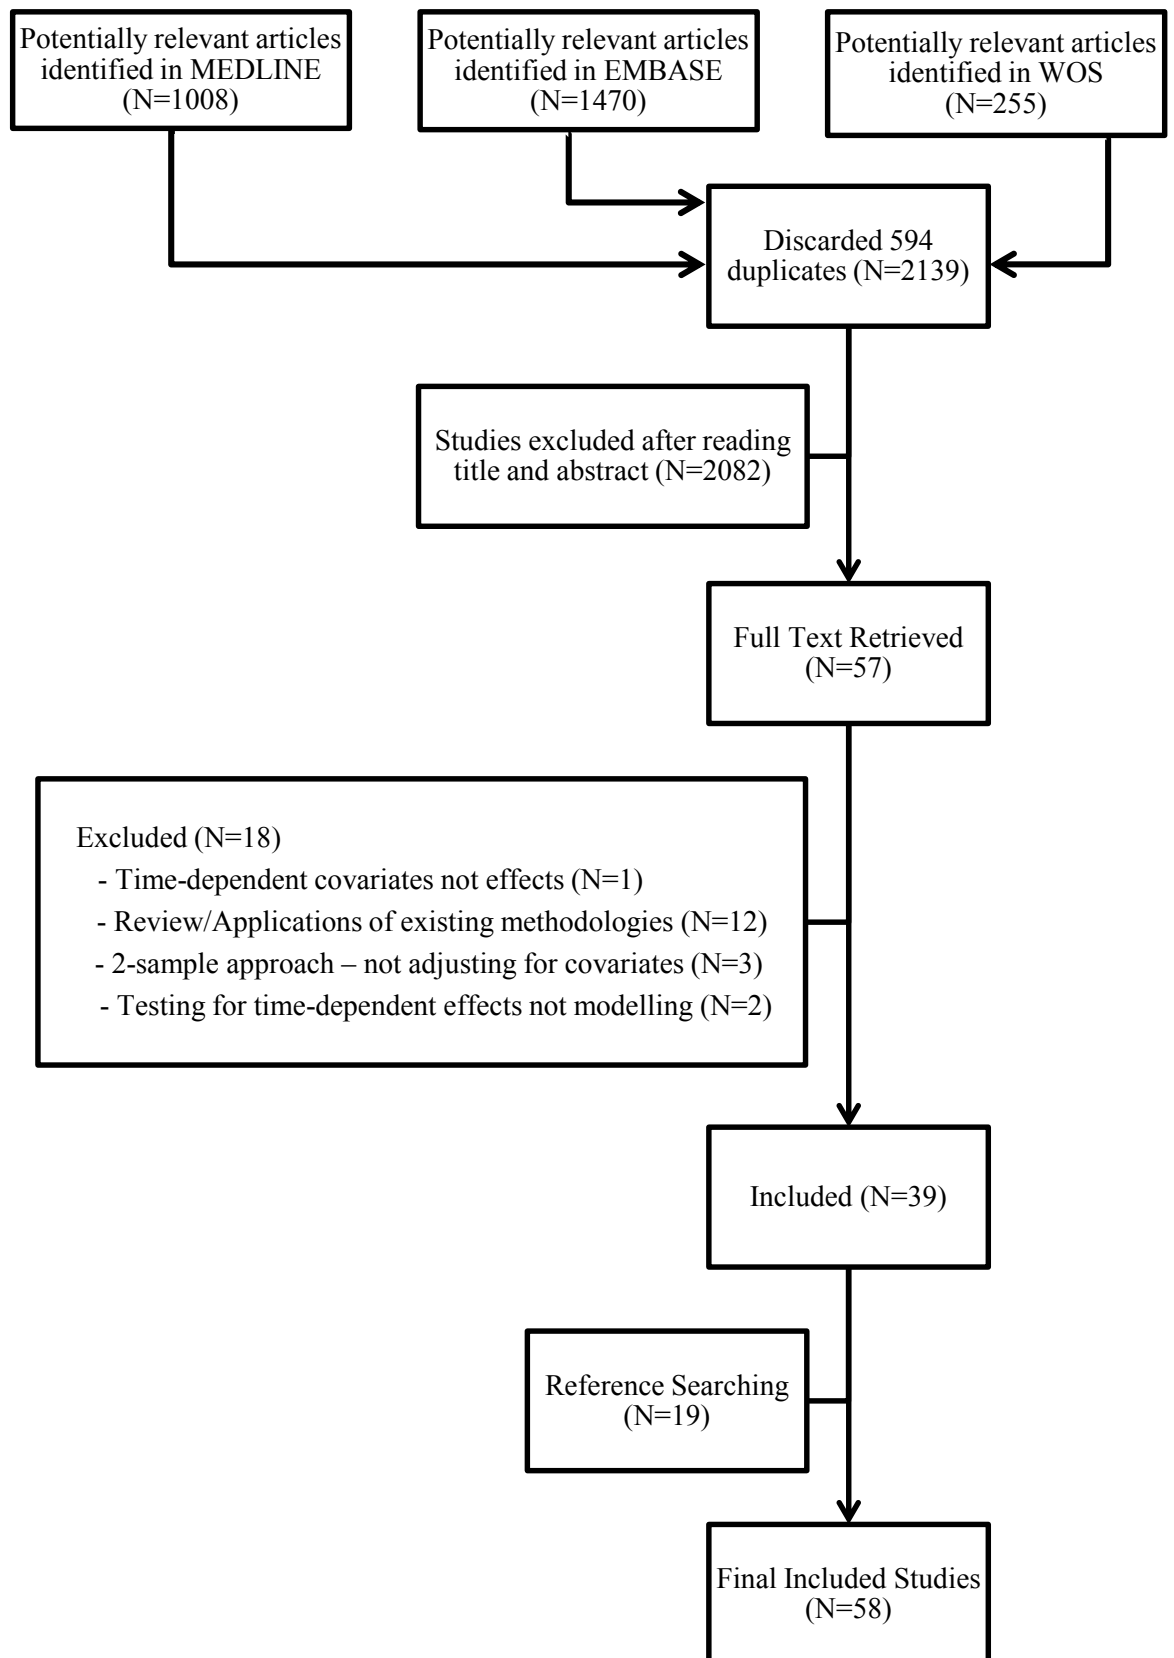 Potentially relevant articles
identified in MEDLINE
(N=1008)
Potentially relevant articles
identified in EMBASE
(N=1470)
Potentially relevant articles
identified in WOS
(N=255)
Discarded 594
duplicates (N=2139)
Studies excluded after reading
title and abstract (N=2082)
Full Text Retrieved
(N=57)
Excluded (N=18)
- Time-dependent covariates not effects (N=1)
- Review/Applications of existing methodologies (N=12)
- 2-sample approach – not adjusting for covariates (N=3)
- Testing for time-dependent effects not modelling (N=2)
Included (N=39)
Reference Searching
(N=19)
Final Included Studies
(N=58)